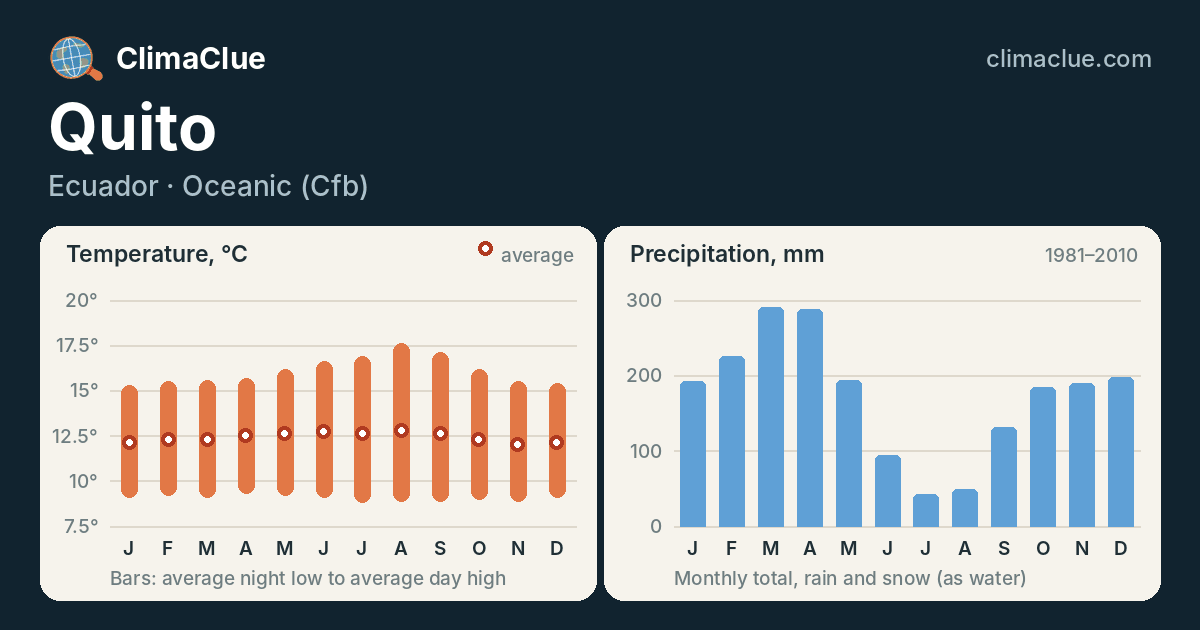 ClimaClue
climaclue.com
Quito
Ecuador · Oceanic (Cfb)
Temperature, °C
average
20°
17.5°
15°
12.5°
10°
7.5°
J F M A M J J A S O N D
Bars: average night low to average day high
Precipitation, mm
1981–2010
300
200
100
0
J F M A M J J A S O N D
Monthly total, rain and snow (as water)